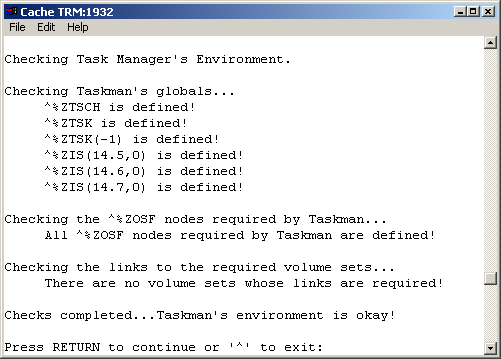 Cache TRM:1932
File Edit Help
Checking Task Manager's Environment.
Checking Taskman's globals...
^%ZTSCH is defined!
^%ZTSK is defined!
^%ZTSK(-1) is defined!
^%ZIS(14.5,0) is defined!
^%ZIS(14.6,0) is defined!
^%ZIS(14.7,0) is defined!
Checking the ^%ZOSF nodes required by Taskman...
All ^%ZOSF nodes required by Taskman are defined!
Checking the links to the required volume sets...
There are no volume sets whose links are required!
Checks completed...Taskman's environment is okay!
Press RETURN to continue or '^' to exit: